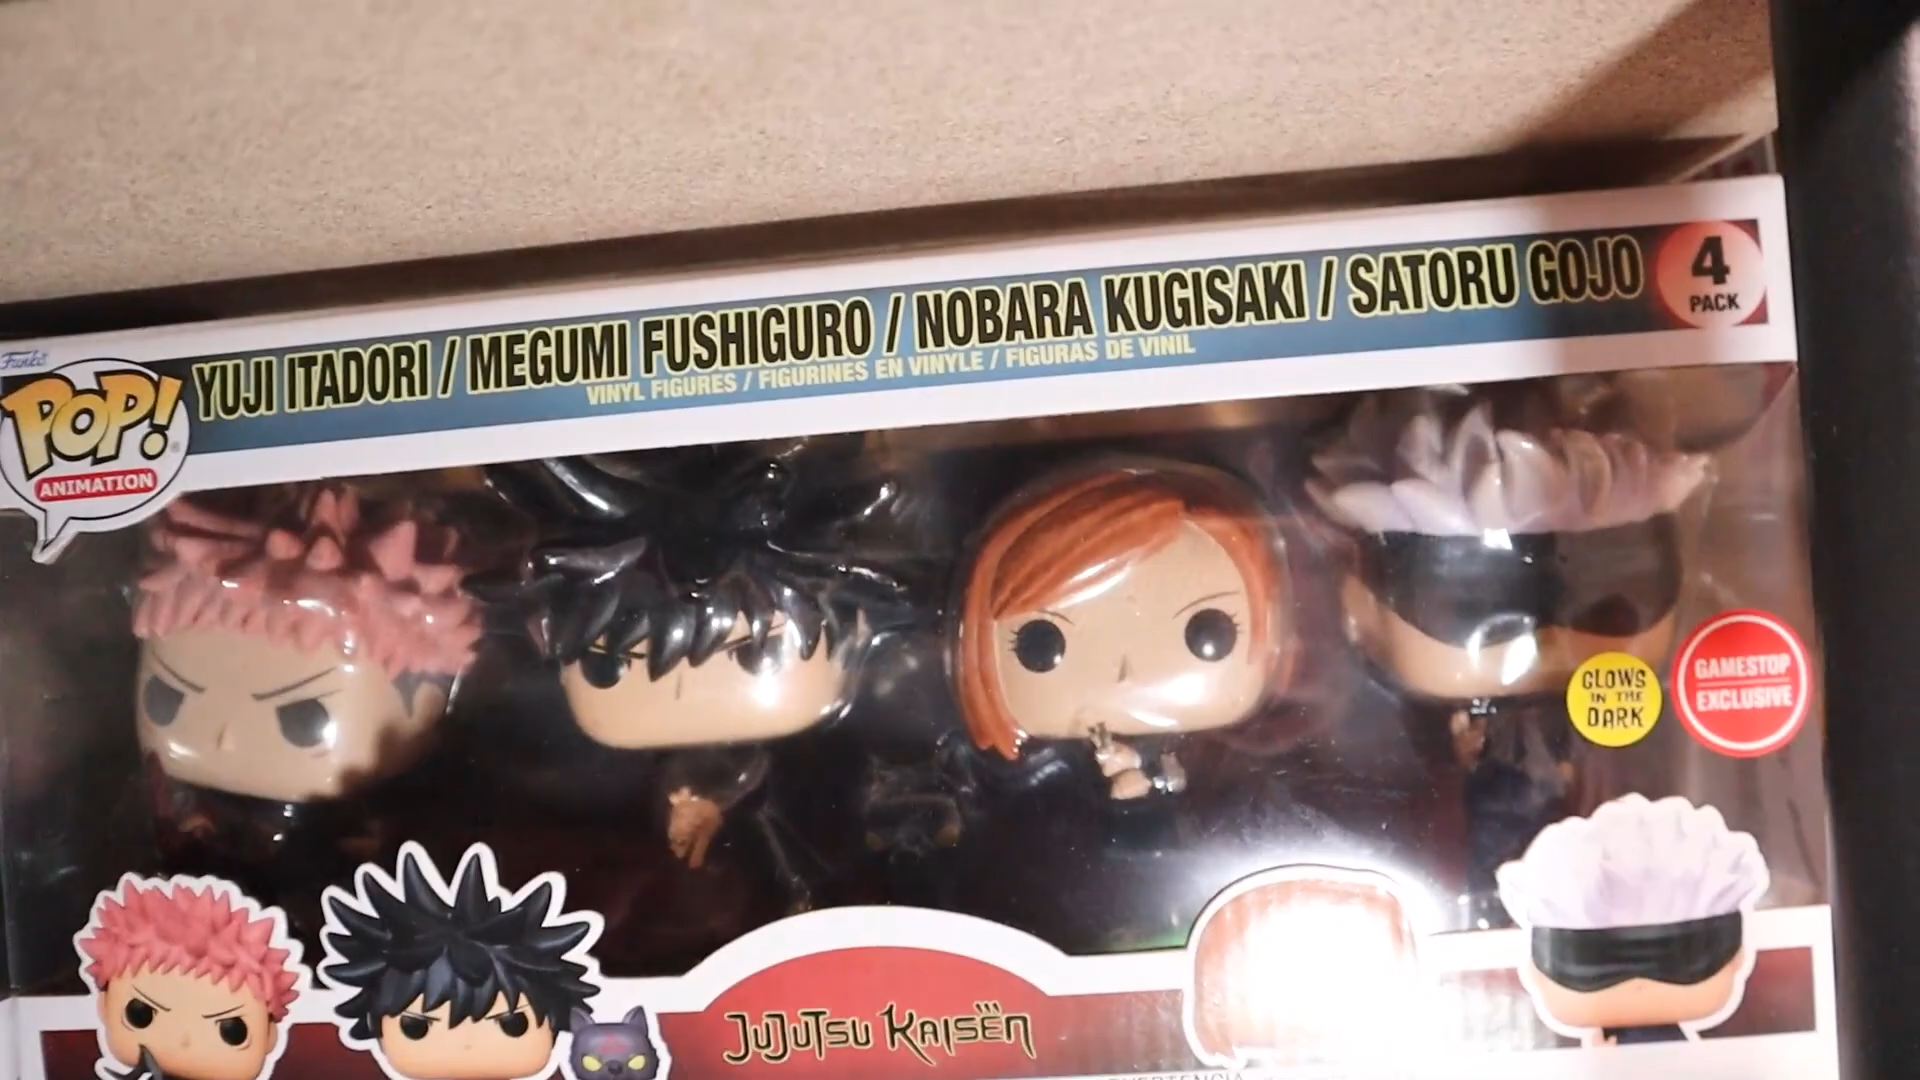 Funko
POP!
ANIMATION
YUJI ITADORI / MEGUMI FUSHIGURO / NOBARA KUGISAKI / SATORU GOJO
VINYL FIGURES / FIGURINES EN VINYLE / FIGURAS DE VINIL
4
PACK
GLOWS
IN THE
DARK
GAMESTOP
EXCLUSIVE
JUJUTSU KAISEN